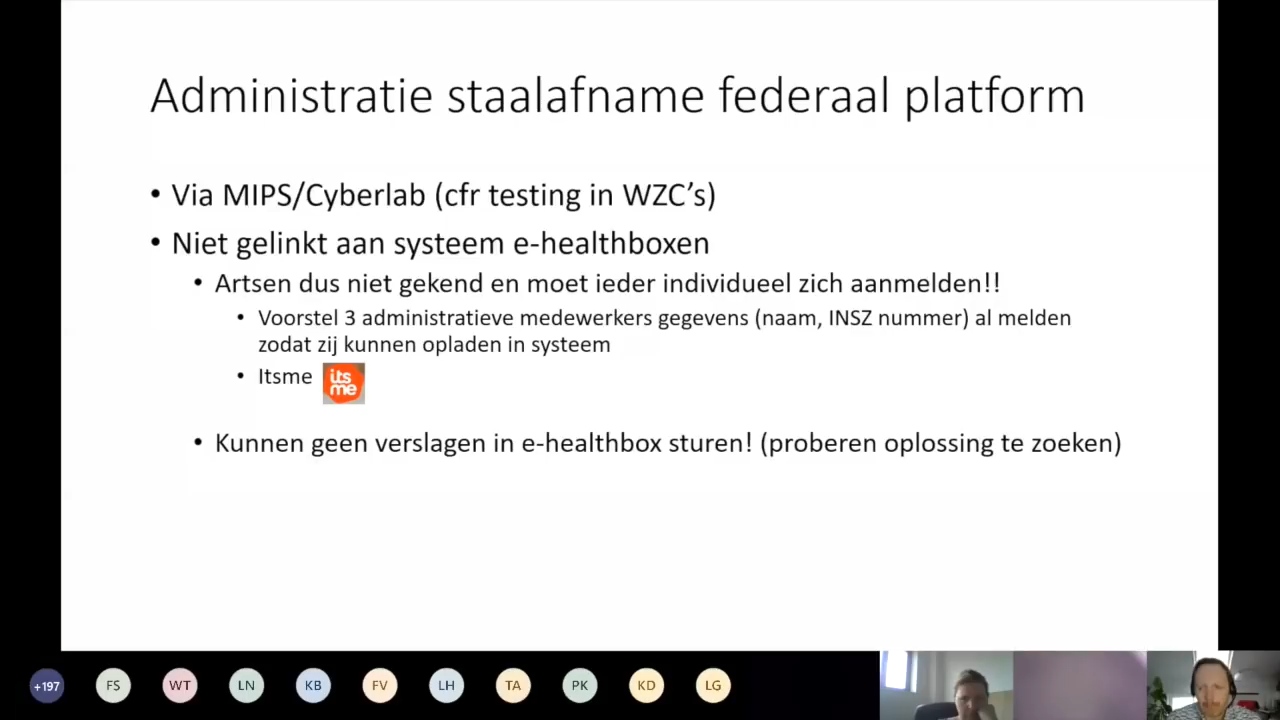 Administratie staalafname federaal platform
• Via MIPS/Cyberlab (cfr testing in WZC's)
• Niet gelinkt aan systeem e-healthboxen
• Artsen dus niet gekend en moet ieder individueel zich aanmelden!!
• Voorstel 3 administratieve medewerkers gegevens (naam, INSZ nummer) al melden
zodat zij kunnen opladen in systeem
• Itsme
its
me
• Kunnen geen verslagen in e-healthbox sturen! (proberen oplossing te zoeken)
+197 FS WT LN KB FV LH TA PK KD LG